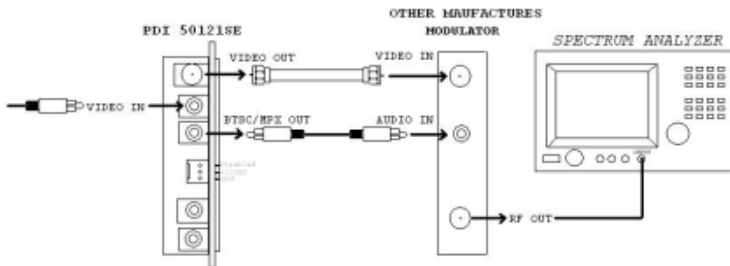 OTHER MAUFACTURES
PDI 50121SE
MODULATOR
SPECTRUM ANALYZER
VIDEO OUT
VIDEO IN
VIDEO IN
BTSC/MPX OUT
AUDIO IN
RF OUT